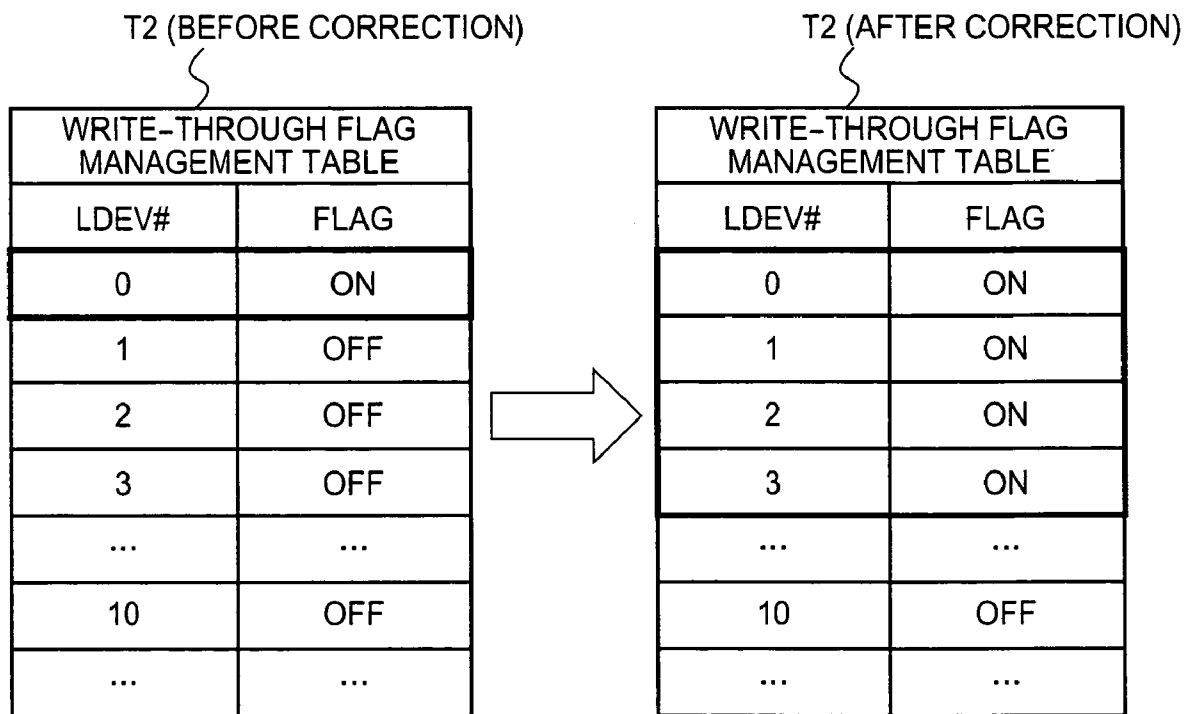 T2 (BEFORE CORRECTION)
WRITE-THROUGH FLAG
MANAGEMENT TABLE
LDEV# FLAG
0 ON
1 OFF
2 OFF
3 OFF
... ...
10 OFF
... ...
T2 (AFTER CORRECTION)
WRITE-THROUGH FLAG
MANAGEMENT TABLE
LDEV# FLAG
0 ON
1 ON
2 ON
3 ON
... ...
10 OFF
... ...